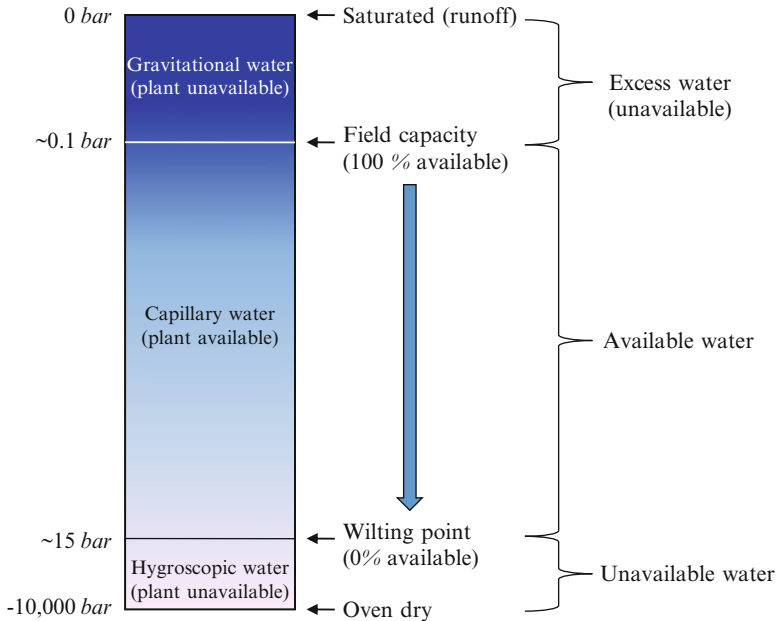 0 bar
Saturated (runoff)
Gravitational water
(plant unavailable)
Excess water
(unavailable)
~0.1 bar
Field capacity
(100 % available)
Capillary water
(plant available)
Available water
~15 bar
Wilting point
(0% available)
Hygroscopic water
(plant unavailable)
Unavailable water
-10,000 bar
Oven dry